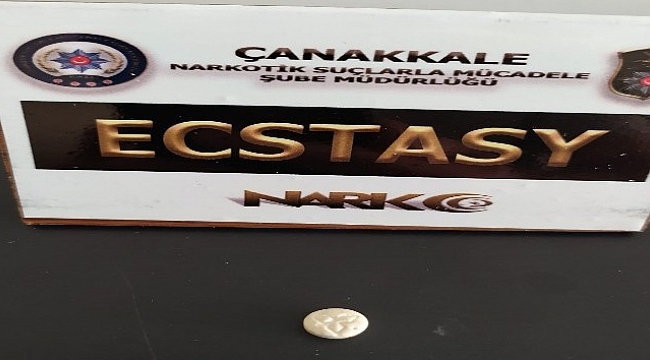 ÇANAKKALE
NARKOTİK SUÇLARLA MÜCADELE
ŞUBE MÜDÜRLÜĞÜ
ECSTASY
NARKO